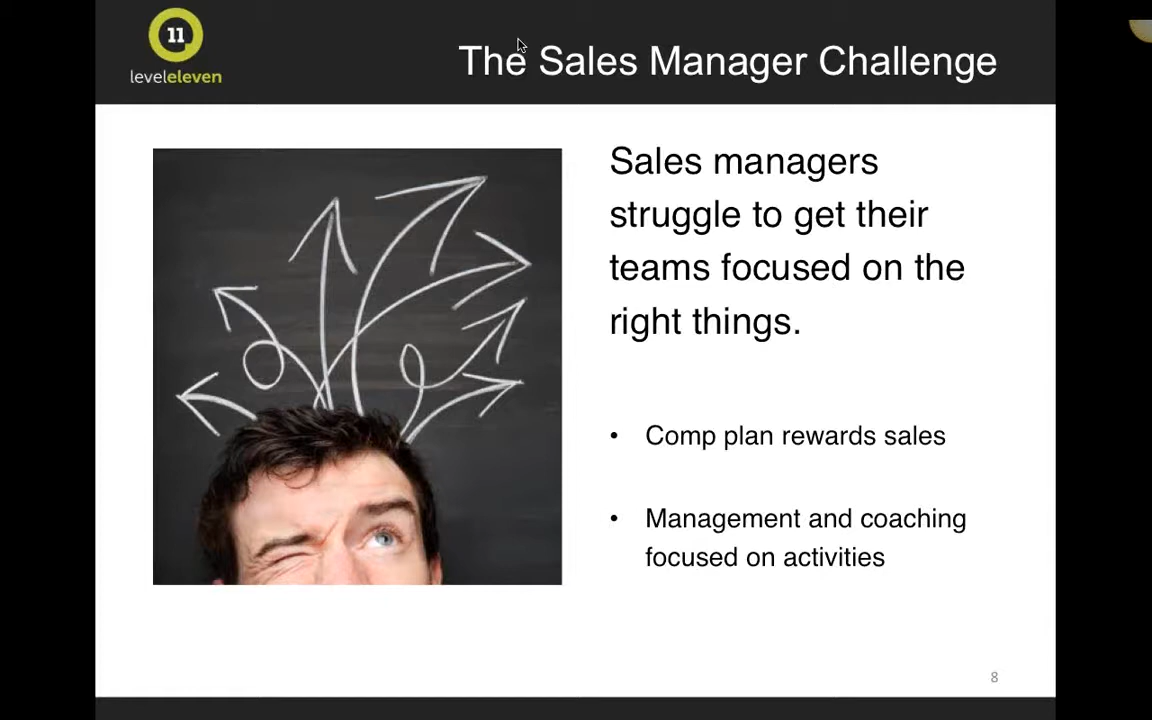 11
leveleleven
The Sales Manager Challenge
Sales managers
struggle to get their
teams focused on the
right things.
• Comp plan rewards sales
• Management and coaching
focused on activities
8